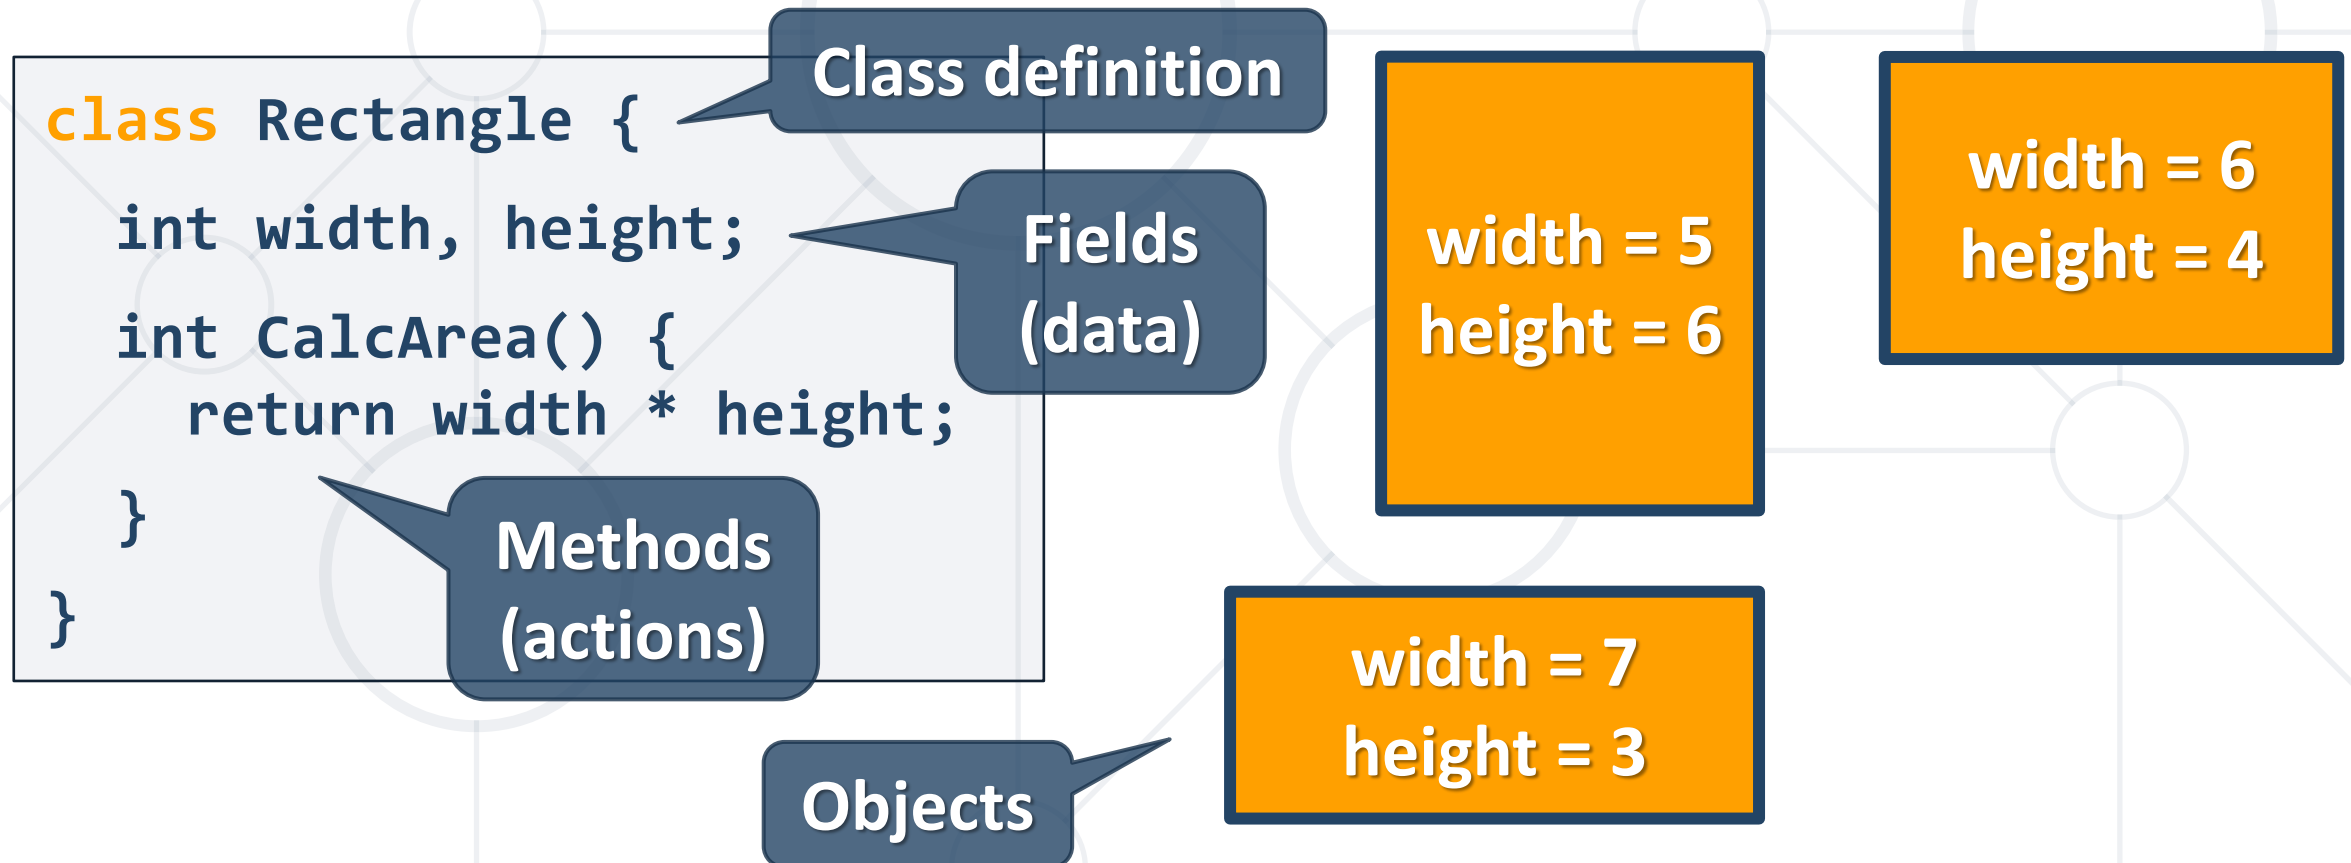 class Rectangle {
int width, height;
int CalcArea() {
return width * height;
}
}
Class definition
Fields
(data)
Methods
(actions)
Objects
width = 5
height = 6
width = 6
height = 4
width = 7
height = 3